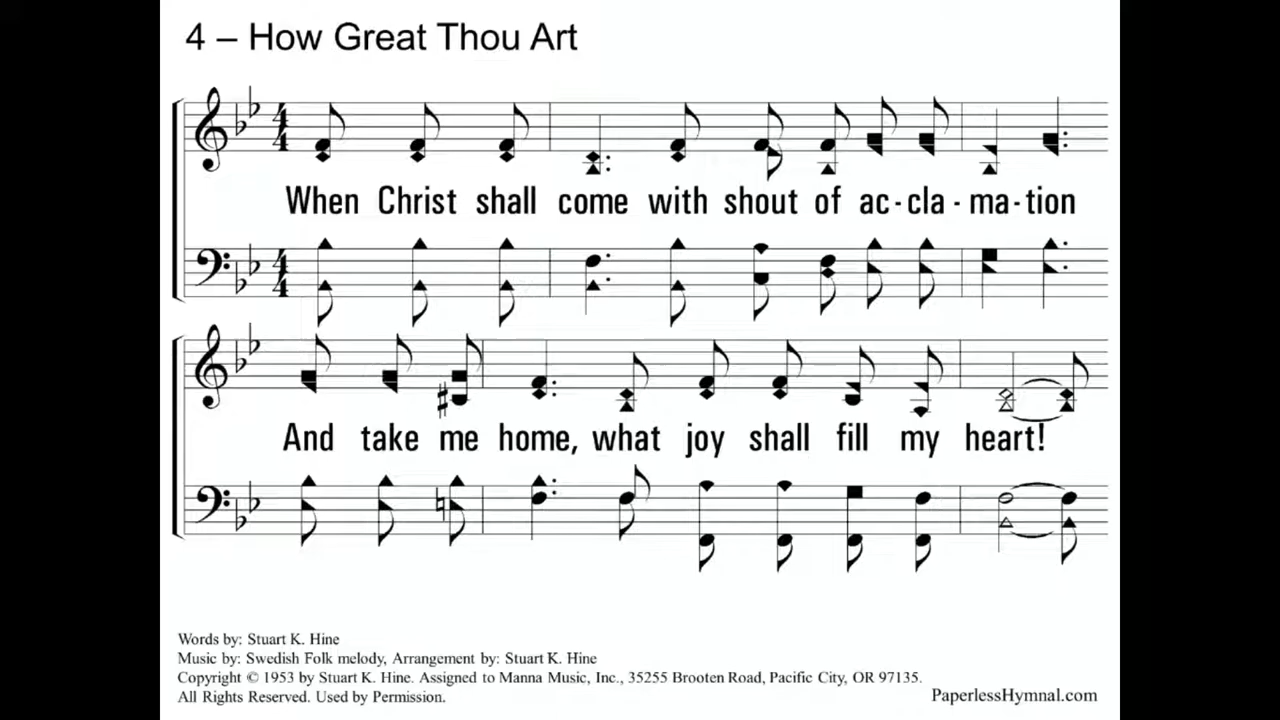 4 – How Great Thou Art
When Christ shall come with shout of ac - cla - ma - tion
And take me home, what joy shall fill my heart!
Words by: Stuart K. Hine
Music by: Swedish Folk melody, Arrangement by: Stuart K. Hine
Copyright © 1953 by Stuart K. Hine. Assigned to Manna Music, Inc., 35255 Brooten Road, Pacific City, OR 97135.
All Rights Reserved. Used by Permission.
PaperlessHymnal.com